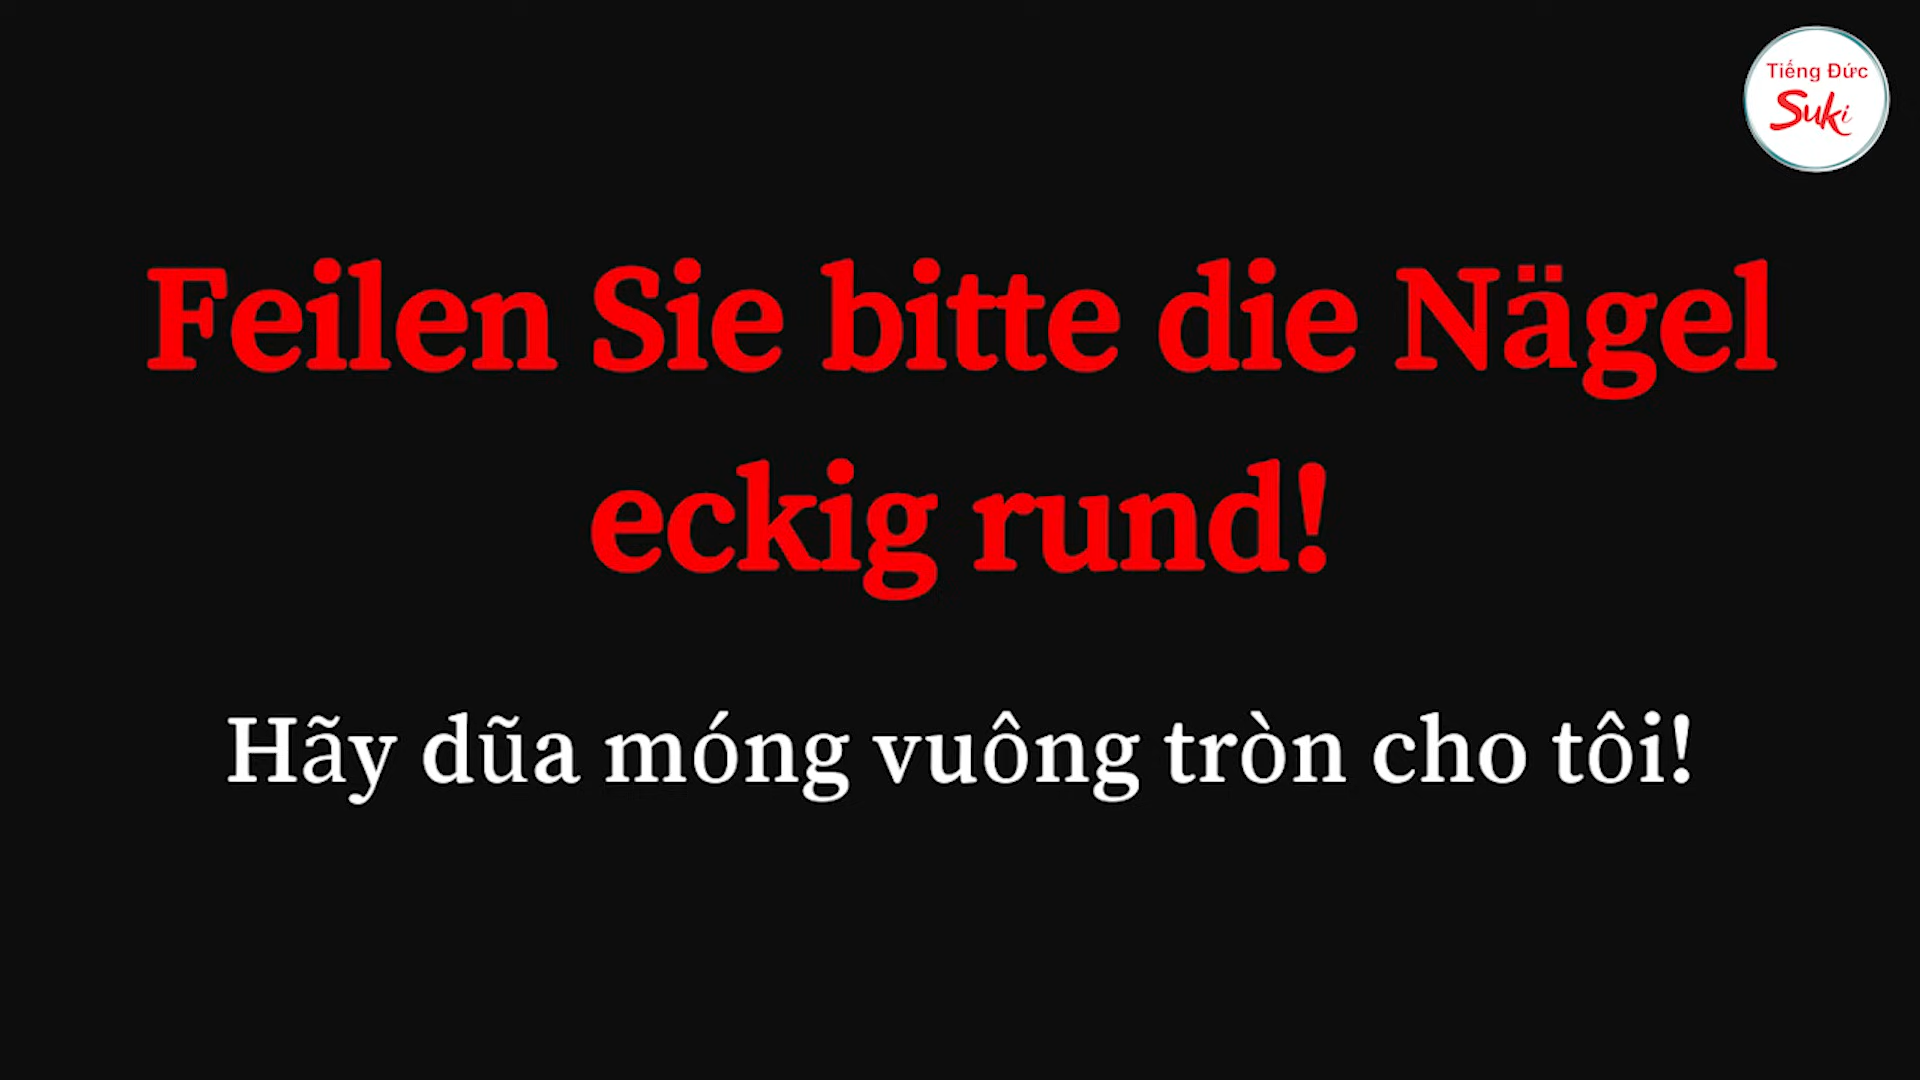 Tiếng Đức
Suki
Feilen Sie bitte die Nägel
eckig rund!
Hãy dũa móng vuông tròn cho tôi!